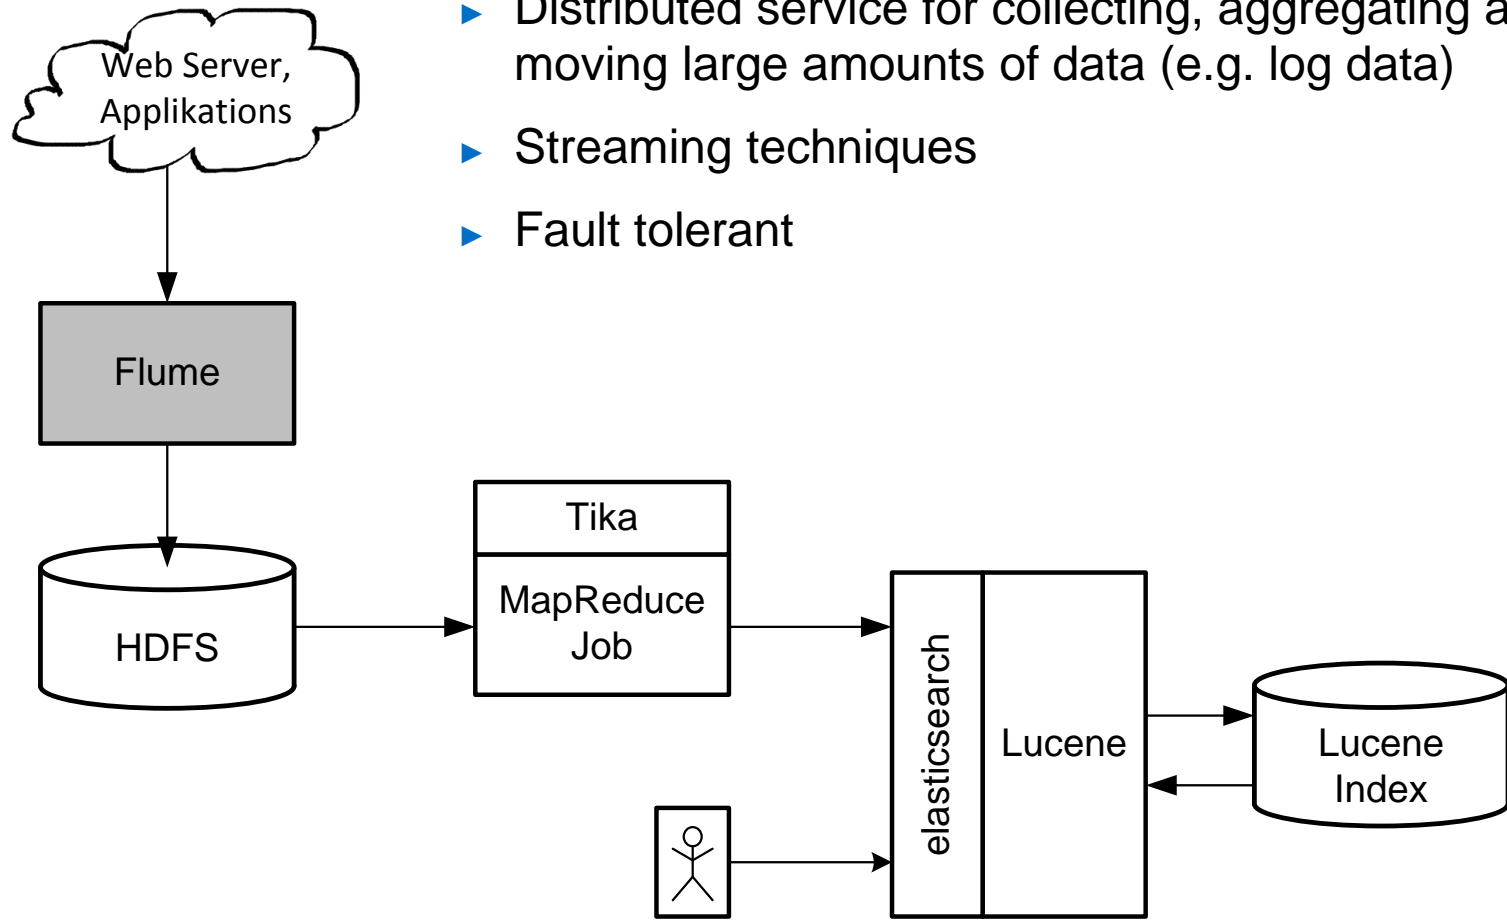 Distributed service for collecting, aggregating a
moving large amounts of data (e.g. log data)
Streaming techniques
Fault tolerant
Web Server,
Applikations
Flume
HDFS
Tika
MapReduce
Job
elasticsearch
Lucene
Lucene
Index